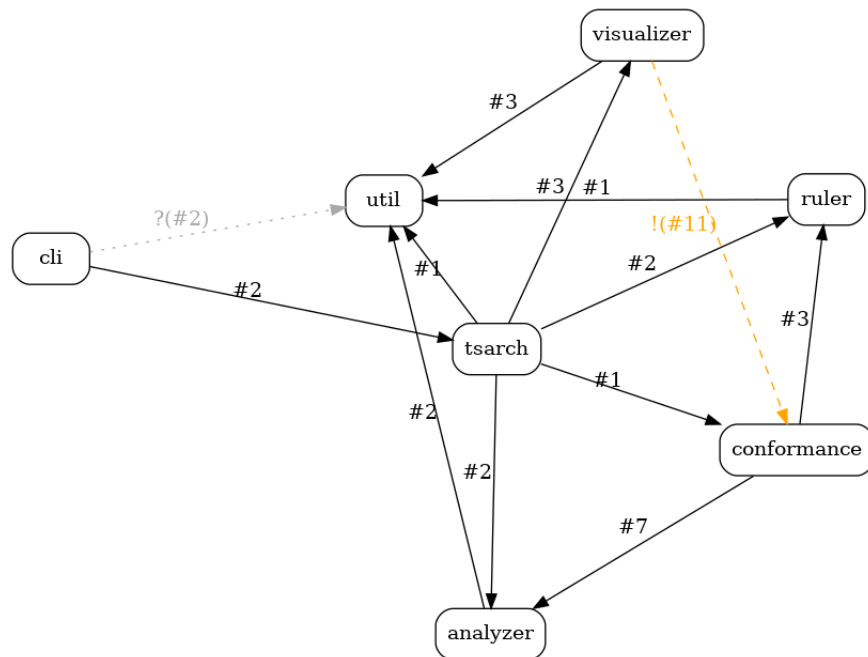 visualizer
#3
util
#3
#1
ruler
?(#2)
!(#11)
cli
#1
#2
#2
tsarch
#3
#1
#2
conformance
#2
#7
analyzer